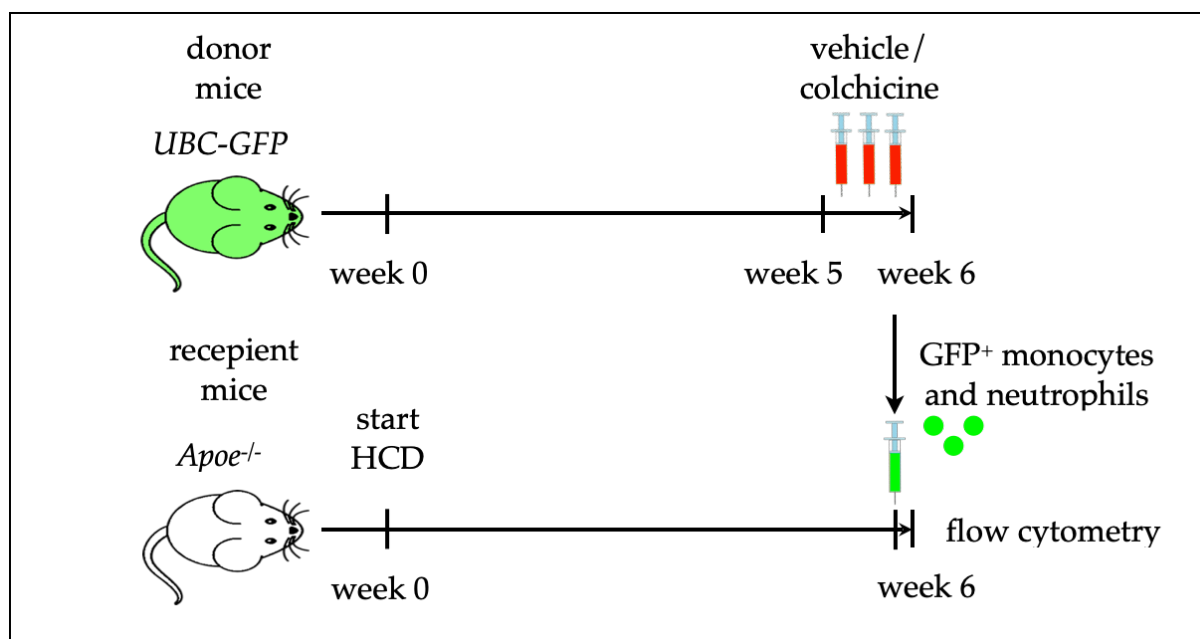 donor
mice
UBC-GFP
vehicle/
colchicine
week 0
week 5
week 6
recepient
mice
Apoe-/-
start
HCD
GFP+ monocytes
and neutrophils
flow cytometry
week 0
week 6